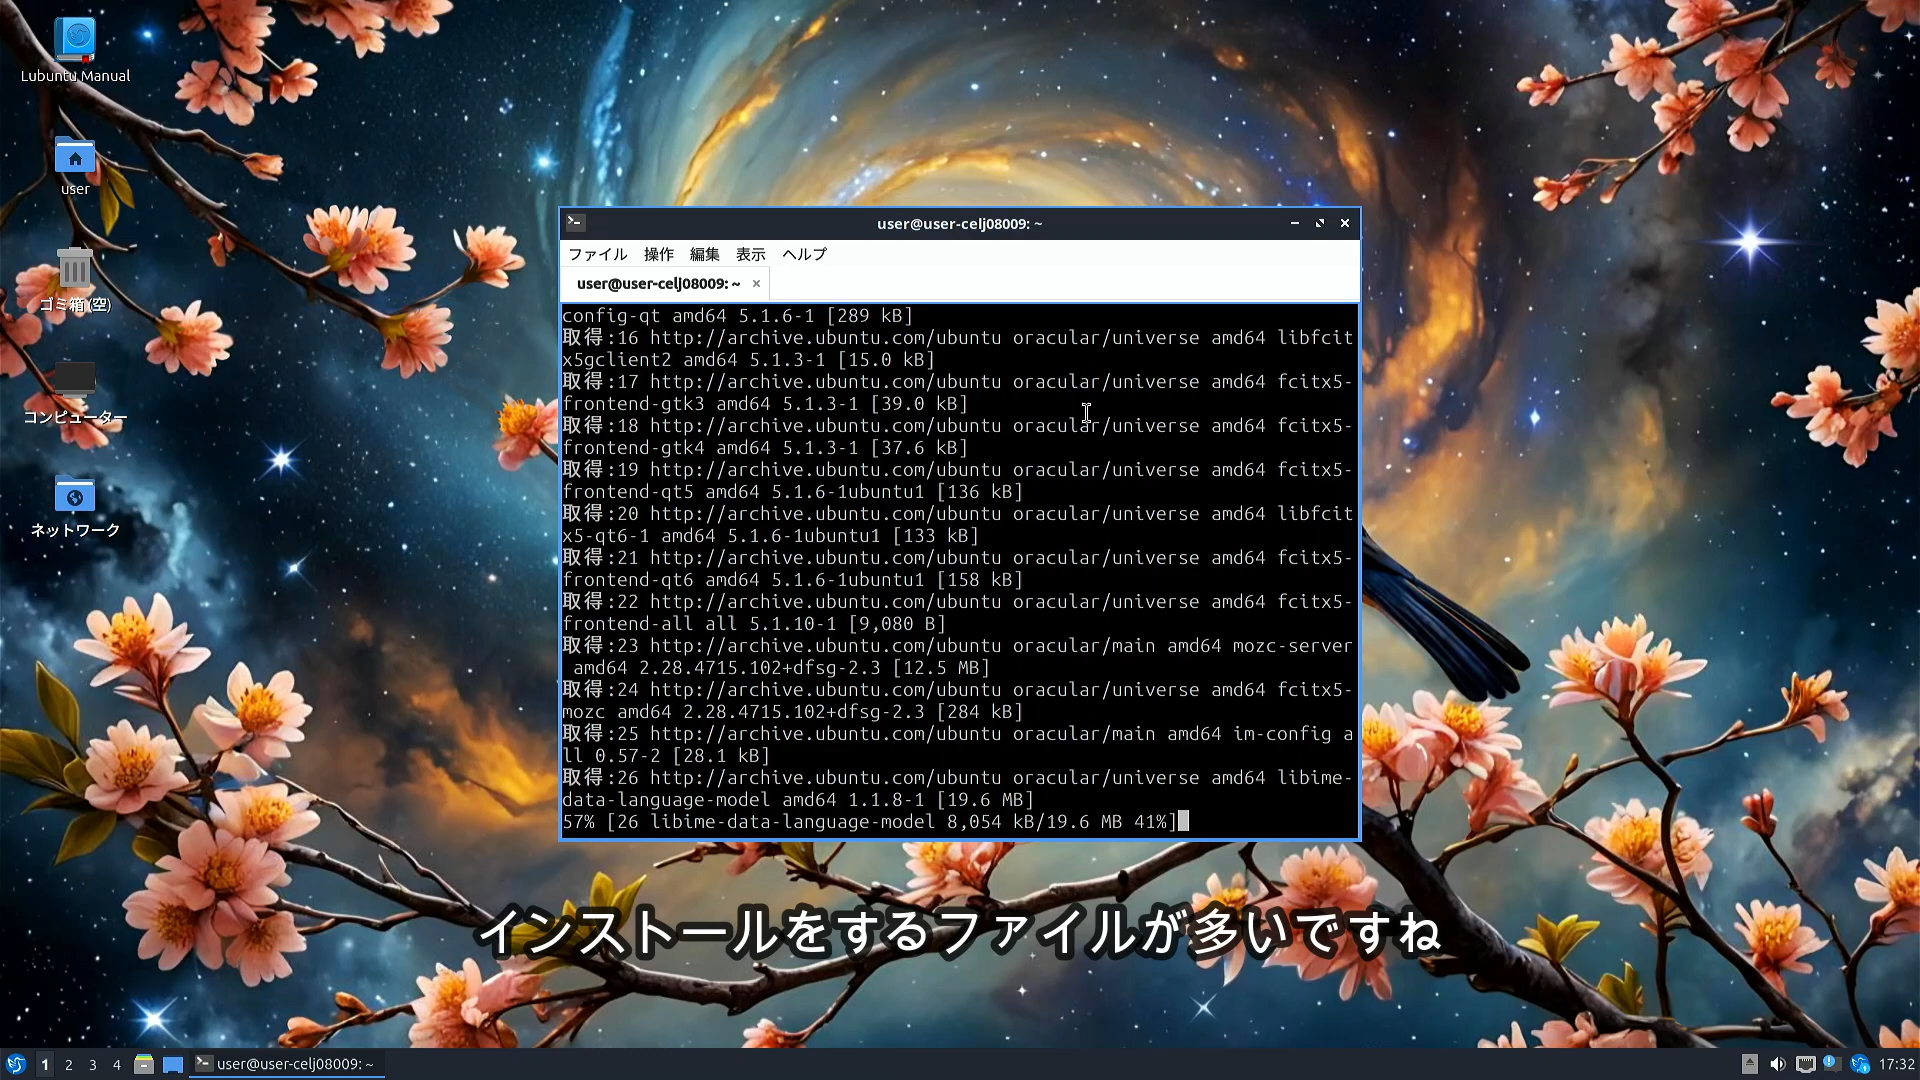 Lubuntu Manual
user
ゴミ箱 (空)
コンピューター
ネットワーク
user@user-celj08009: ~
ファイル 操作 編集 表示 ヘルプ
user@user-celj08009: ~ ×
config-qt amd64 5.1.6-1 [289 kB]
取得:16 http://archive.ubuntu.com/ubuntu oracular/universe amd64 libfcit
x5gclient2 amd64 5.1.3-1 [15.0 kB]
取得:17 http://archive.ubuntu.com/ubuntu oracular/universe amd64 fcitx5-
frontend-gtk3 amd64 5.1.3-1 [39.0 kB]
取得:18 http://archive.ubuntu.com/ubuntu oracular/universe amd64 fcitx5-
frontend-gtk4 amd64 5.1.3-1 [37.6 kB]
取得:19 http://archive.ubuntu.com/ubuntu oracular/universe amd64 fcitx5-
frontend-qt5 amd64 5.1.6-1ubuntu1 [136 kB]
取得:20 http://archive.ubuntu.com/ubuntu oracular/universe amd64 libfcit
x5-qt6-1 amd64 5.1.6-1ubuntu1 [133 kB]
取得:21 http://archive.ubuntu.com/ubuntu oracular/universe amd64 fcitx5-
frontend-qt6 amd64 5.1.6-1ubuntu1 [158 kB]
取得:22 http://archive.ubuntu.com/ubuntu oracular/universe amd64 fcitx5-
frontend-all all 5.1.10-1 [9,080 B]
取得:23 http://archive.ubuntu.com/ubuntu oracular/main amd64 mozc-server
 amd64 2.28.4715.102+dfsg-2.3 [12.5 MB]
取得:24 http://archive.ubuntu.com/ubuntu oracular/universe amd64 fcitx5-
mozc amd64 2.28.4715.102+dfsg-2.3 [284 kB]
取得:25 http://archive.ubuntu.com/ubuntu oracular/main amd64 im-config a
ll 0.57-2 [28.1 kB]
取得:26 http://archive.ubuntu.com/ubuntu oracular/universe amd64 libime-
data-language-model amd64 1.1.8-1 [19.6 MB]
57% [26 libime-data-language-model 8,054 kB/19.6 MB 41%]
インストールをするファイルが多いですね
1 2 3 4 user@user-celj08009: ~ 17:32